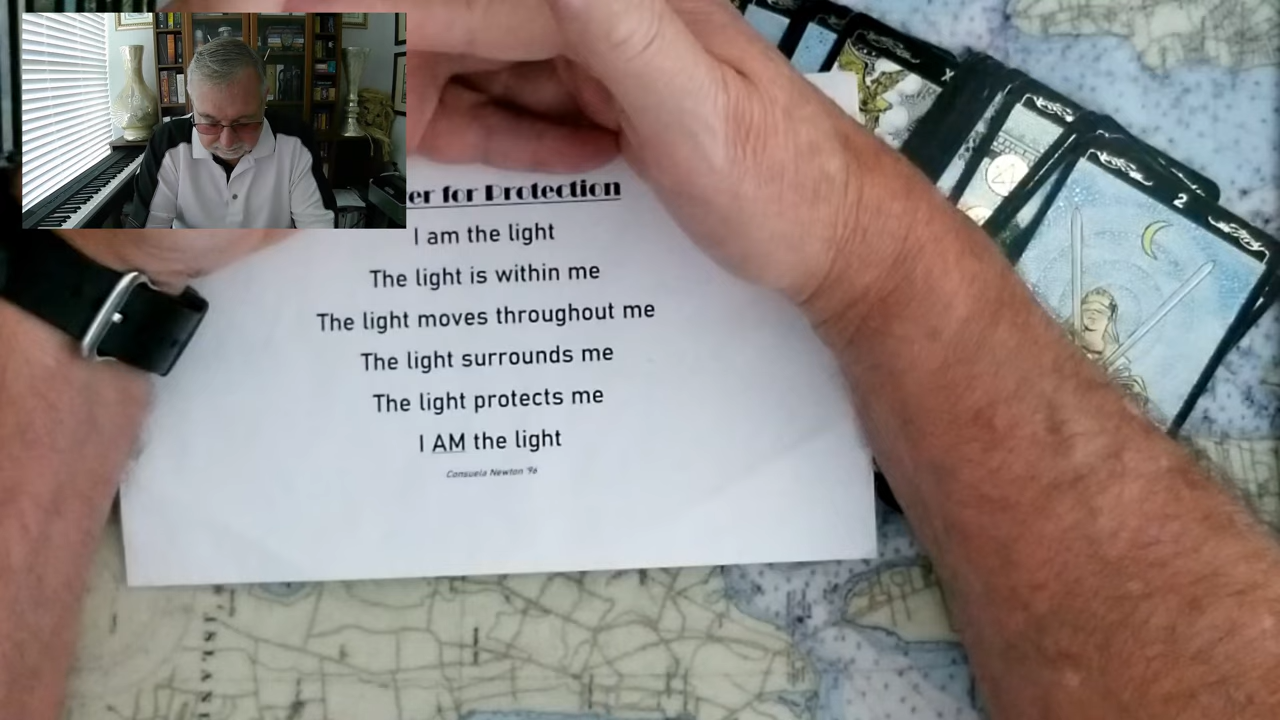 er for Protection
I am the light
The light is within me
The light moves throughout me
The light surrounds me
The light protects me
I AM the light
Consuela Newton '96
2